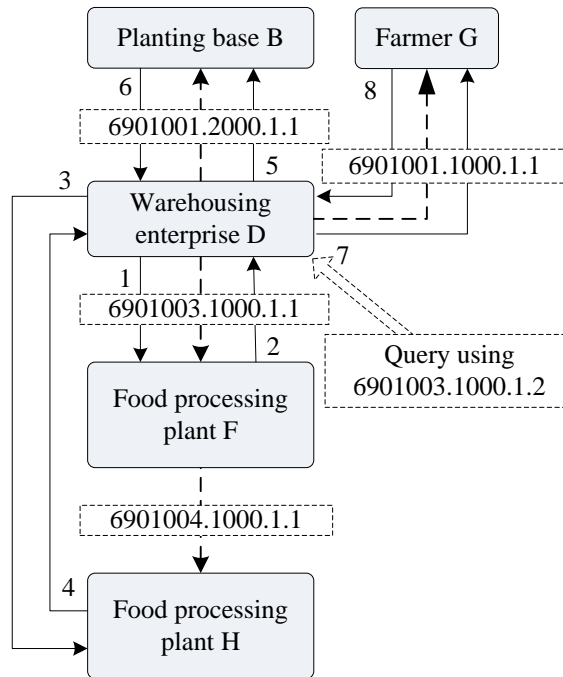 Planting base B
Farmer G
6
8
6901001.2000.1.1
6901001.1000.1.1
3
5
Warehousing
enterprise D
1
7
6901003.1000.1.1
2
Query using
6901003.1000.1.2
Food processing
plant F
6901004.1000.1.1
4
Food processing
plant H